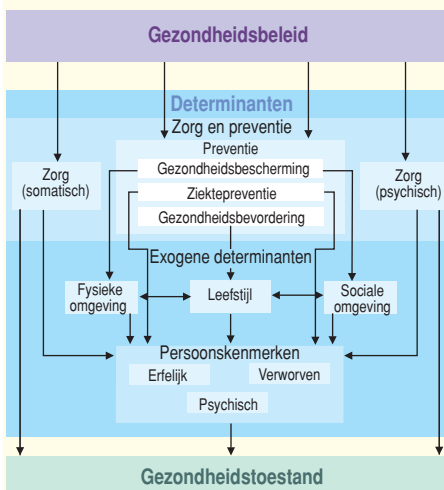 Gezondheidsbeleid
Determinanten
Zorg en preventie
Preventie
Gezondheidsbescherming
Zorg
(somatisch)
Ziektepreventie
Zorg
(psychisch)
Gezondheidsbevordering
Exogene determinanten
Fysieke
omgeving
Leefstijl
Sociale
omgeving
Persoonskenmerken
Erfelijk
Verworven
Psychisch
Gezondheidstoestand